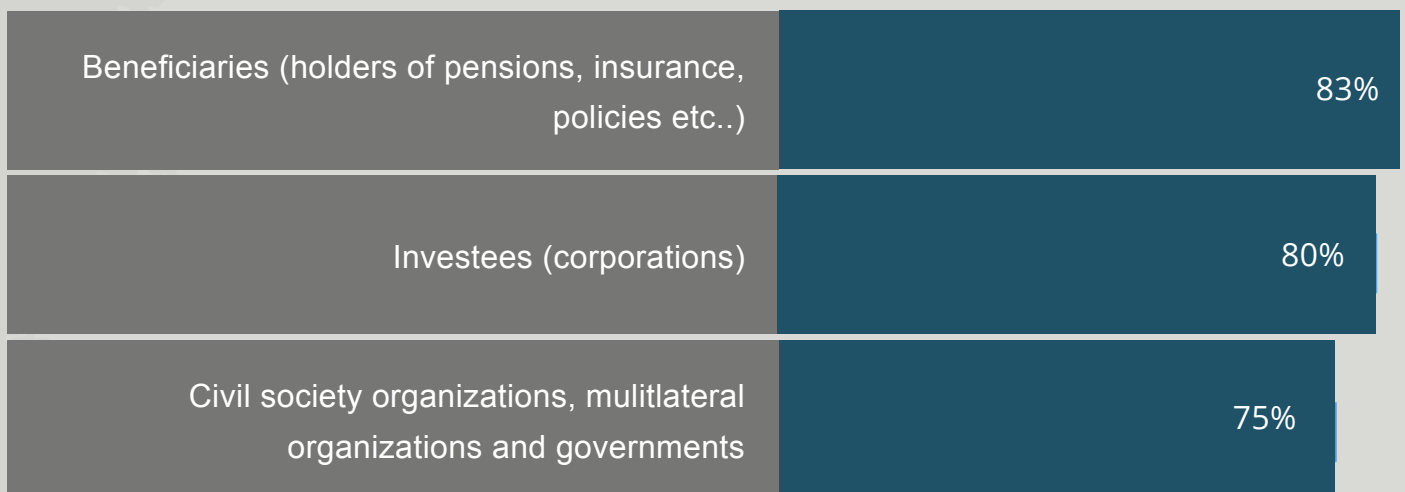 Beneficiaries (holders of pensions, insurance,
policies etc..)
83%
Investees (corporations)
80%
Civil society organizations, mulitlateral
organizations and governments
75%